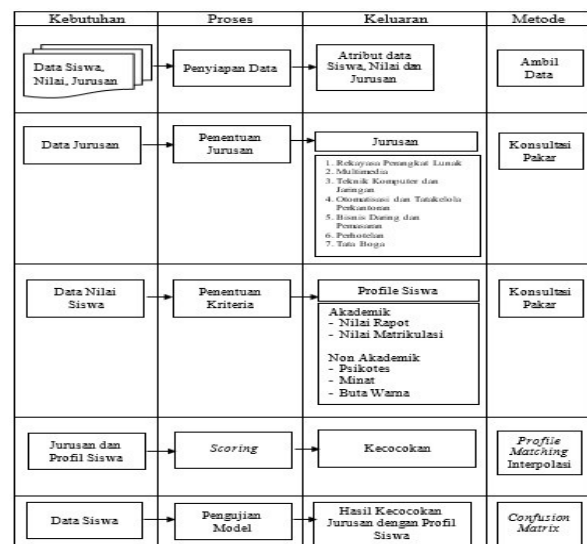 Kebutuhan
Proses
Keluaran
Metode
Data Siswa,
Nilai, Jurusan
Penyiapan Data
Atribut data
Siswa, Nilai dan
Jurusan
Ambil
Data
Data Jurusan
Penentuan
Jurusan
Jurusan
1. Rekayasa Perangkat Lunak
2. Multimedia
3. Teknik Komputer dan
Jaringan
4. Otomatisasi dan Tatakelola
Perkantoran
5. Bisnis Daring dan
Pemasaran
6. Perhotelan
7. Tata Boga
Konsultasi
Pakar
Data Nilai
Siswa
Penentuan
Kriteria
Profile Siswa
Akademik
- Nilai Rapot
- Nilai Matrikulasi
Non Akademik
- Psikotes
- Minat
- Buta Warna
Konsultasi
Pakar
Jurusan dan
Profil Siswa
Scoring
Kecocokan
Profile
Matching
Interpolasi
Data Siswa
Pengujian
Model
Hasil Kecocokan
Jurusan dengan Profil
Siswa
Confusion
Matrix